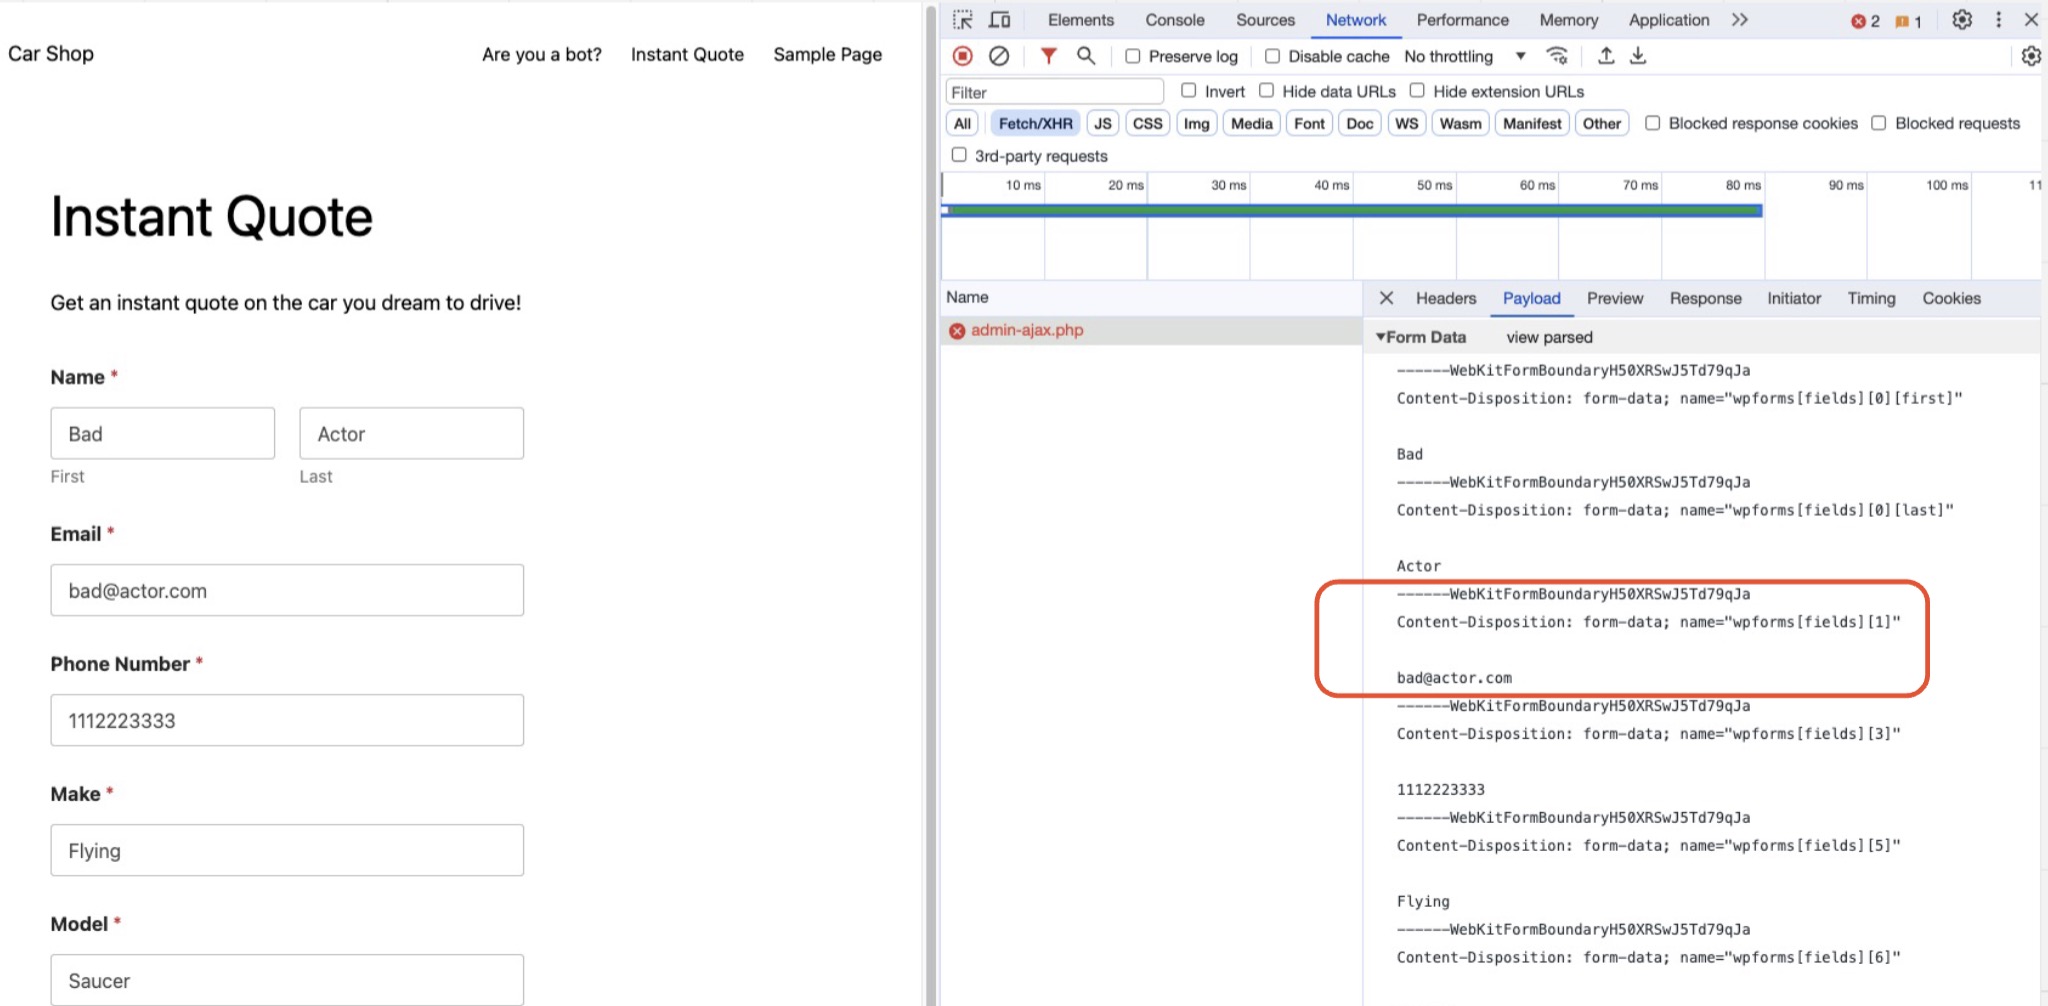 Car Shop
Are you a bot?
Instant Quote
Sample Page
Instant Quote
Get an instant quote on the car you dream to drive!
Name *
Bad
Actor
First
Last
Email *
bad@actor.com
Phone Number *
1112223333
Make *
Flying
Model *
Saucer
Elements
Console
Sources
Network
Performance
Memory
Application
2
1
Preserve log
Disable cache
No throttling
Filter
Invert
Hide data URLs
Hide extension URLs
All
Fetch/XHR
JS
CSS
Img
Media
Font
Doc
WS
Wasm
Manifest
Other
Blocked response cookies
Blocked requests
3rd-party requests
10 ms
20 ms
30 ms
40 ms
50 ms
60 ms
70 ms
80 ms
90 ms
100 ms
11
Name
admin-ajax.php
Headers
Payload
Preview
Response
Initiator
Timing
Cookies
Form Data
view parsed
------WebKitFormBoundaryH50XRSwJ5Td79qJa
Content-Disposition: form-data; name="wpforms[fields][0][first]"
Bad
------WebKitFormBoundaryH50XRSwJ5Td79qJa
Content-Disposition: form-data; name="wpforms[fields][0][last]"
Actor
------WebKitFormBoundaryH50XRSwJ5Td79qJa
Content-Disposition: form-data; name="wpforms[fields][1]"
bad@actor.com
------WebKitFormBoundaryH50XRSwJ5Td79qJa
Content-Disposition: form-data; name="wpforms[fields][3]"
1112223333
------WebKitFormBoundaryH50XRSwJ5Td79qJa
Content-Disposition: form-data; name="wpforms[fields][5]"
Flying
------WebKitFormBoundaryH50XRSwJ5Td79qJa
Content-Disposition: form-data; name="wpforms[fields][6]"